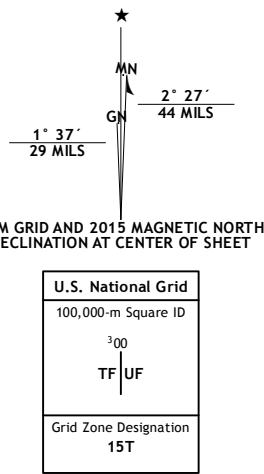 ★
MN
GN
2° 27´
44 MILS
1° 37´
29 MILS
M GRID AND 2015 MAGNETIC NORTH
ECLINATION AT CENTER OF SHEET
U.S. National Grid
100,000-m Square ID
³00
TF UF
Grid Zone Designation
15T